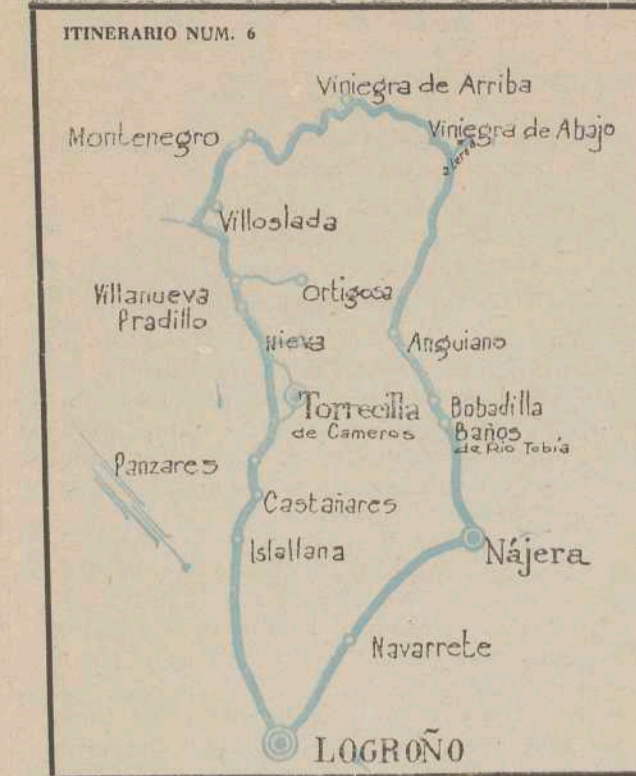 ITINERARIO NUM. 6
Viniegra de Arriba
Montenegro
Viniegra de Abajo
Villoslada
Villanueva
Ortigosa
Pradillo
Nieva
Anguiano
Torrecilla
de Cameros
Bobadilla
Baños
de Rio Tobía
Panzares
Castañares
Islallana
Nájera
Navarrete
LOGROÑO